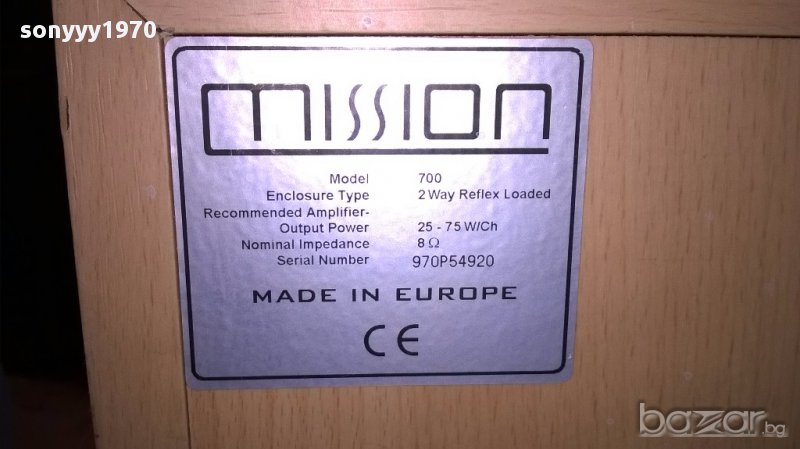 sonyyy1970
mission
Model 700
Enclosure Type 2 Way Reflex Loaded
Recommended Amplifier-
Output Power 25 - 75 W/Ch
Nominal Impedance 8 Ω
Serial Number 970P54920
MADE IN EUROPE
CE
bazar.bg